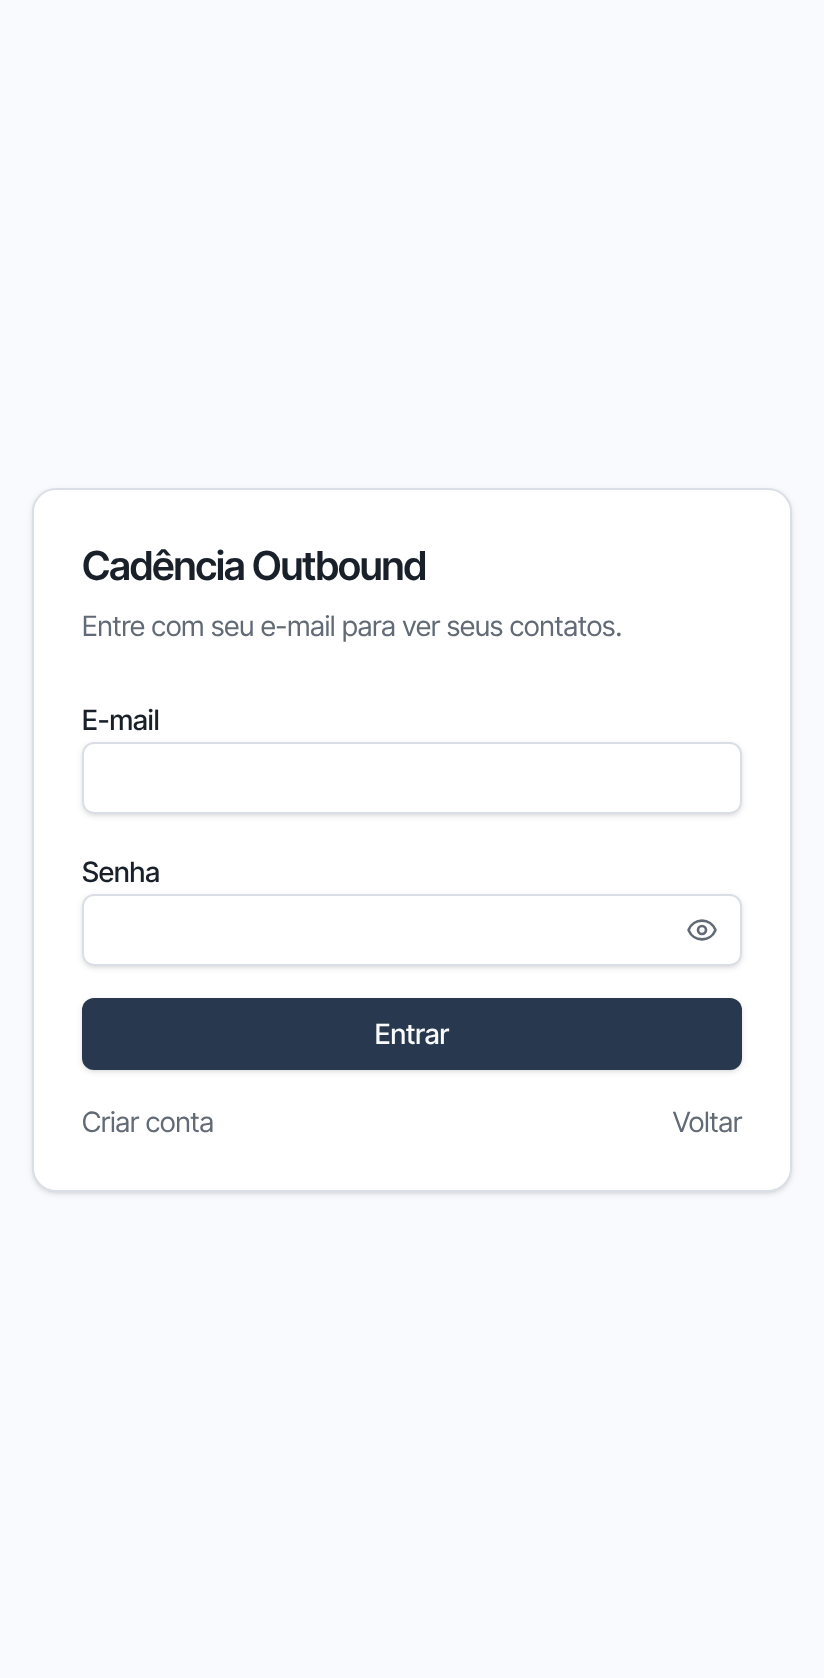 Cadência Outbound
Entre com seu e-mail para ver seus contatos.
E-mail
Senha
Entrar
Criar conta
Voltar